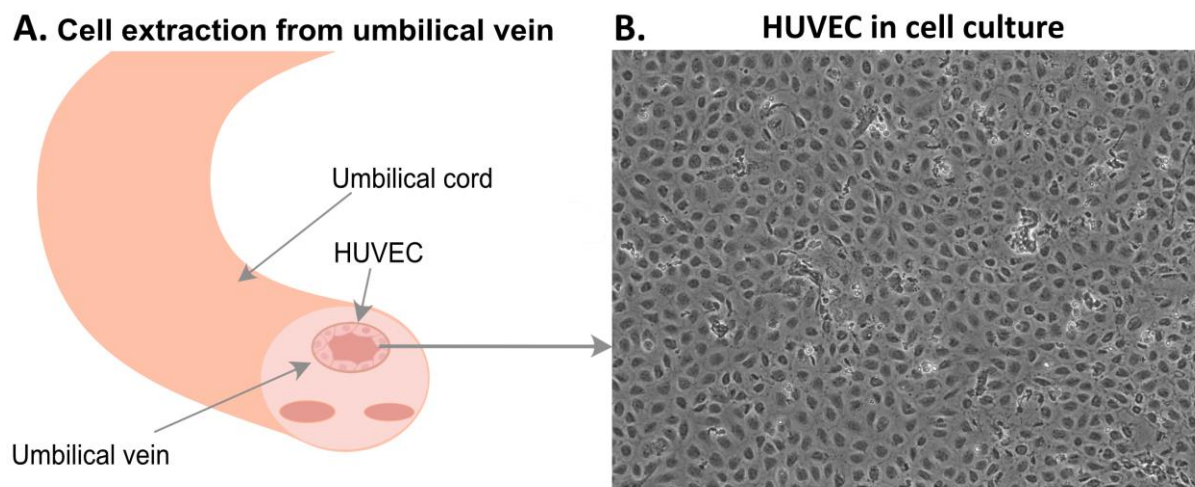 A. Cell extraction from umbilical vein
B. HUVEC in cell culture
Umbilical cord
HUVEC
Umbilical vein